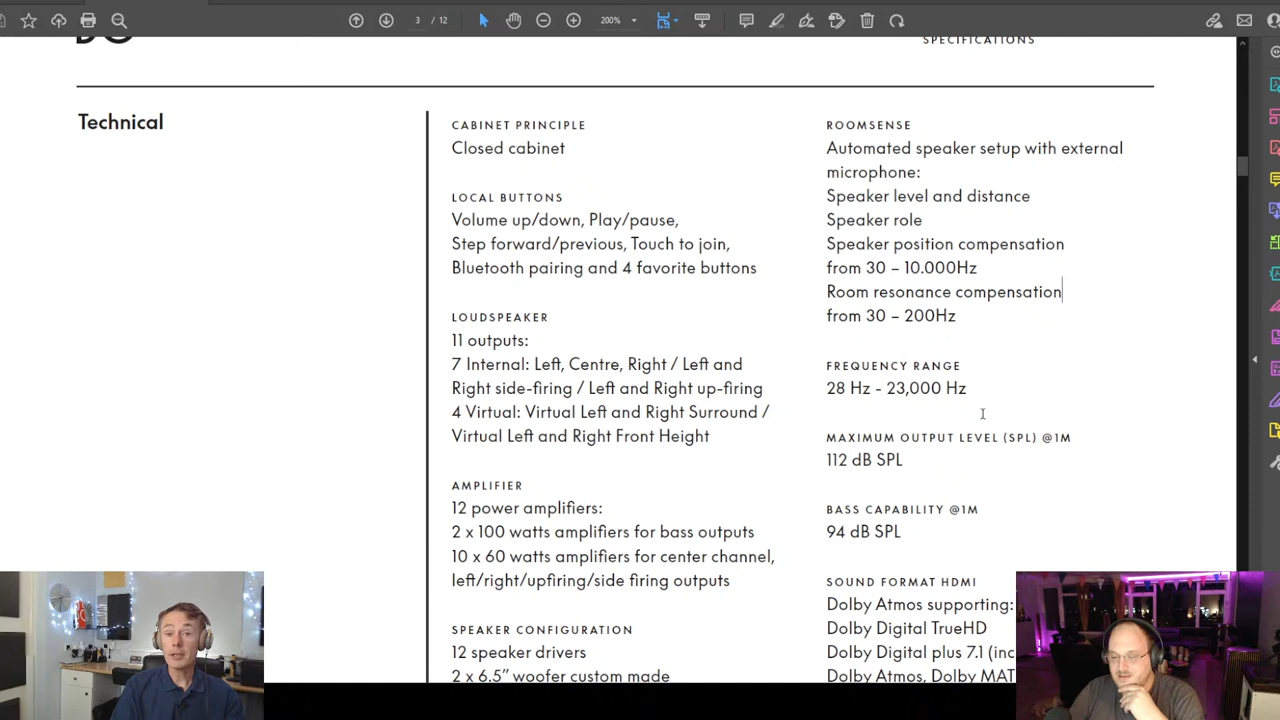 3 / 12
200%
SPECIFICATIONS
Technical
CABINET PRINCIPLE
Closed cabinet
LOCAL BUTTONS
Volume up/down, Play/pause,
Step forward/previous, Touch to join,
Bluetooth pairing and 4 favorite buttons
LOUDSPEAKER
11 outputs:
7 Internal: Left, Centre, Right / Left and
Right side-firing / Left and Right up-firing
4 Virtual: Virtual Left and Right Surround /
Virtual Left and Right Front Height
AMPLIFIER
12 power amplifiers:
2 x 100 watts amplifiers for bass outputs
10 x 60 watts amplifiers for center channel,
left/right/upfiring/side firing outputs
SPEAKER CONFIGURATION
12 speaker drivers
2 x 6.5” woofer custom made
ROOMSENSE
Automated speaker setup with external
microphone:
Speaker level and distance
Speaker role
Speaker position compensation
from 30 – 10.000Hz
Room resonance compensation
from 30 – 200Hz
FREQUENCY RANGE
28 Hz - 23,000 Hz
MAXIMUM OUTPUT LEVEL (SPL) @1M
112 dB SPL
BASS CAPABILITY @1M
94 dB SPL
SOUND FORMAT HDMI
Dolby Atmos supporting:
Dolby Digital TrueHD
Dolby Digital plus 7.1 (inc
Dolby Atmos, Dolby MAT